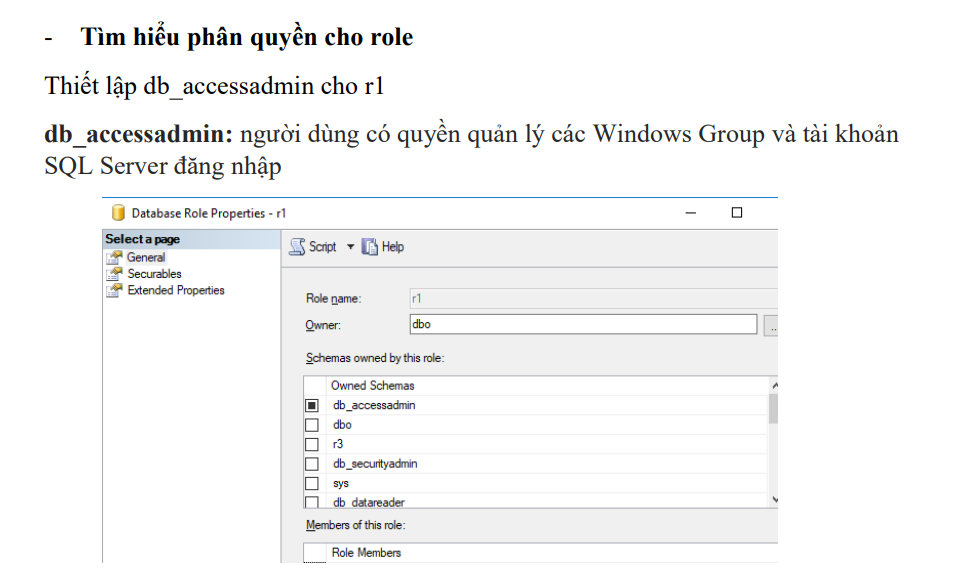 - Tìm hiểu phân quyền cho role
Thiết lập db_accessadmin cho r1
db_accessadmin: người dùng có quyền quản lý các Windows Group và tài khoản
SQL Server đăng nhập
Database Role Properties - r1
Select a page
General
Securables
Extended Properties
Script
Help
Role name:
r1
Owner:
dbo
..
Schemas owned by this role:
Owned Schemas
db_accessadmin
dbo
r3
db_securityadmin
sys
db_datareader
Members of this role:
Role Members